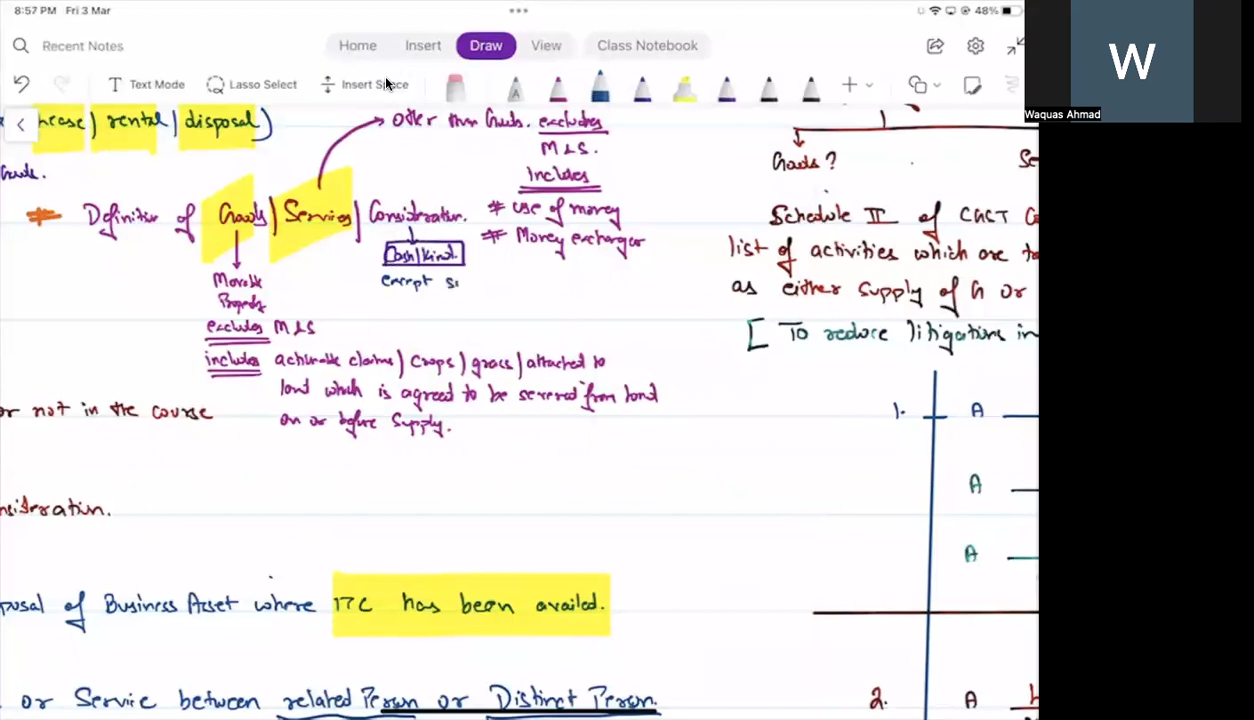 8:57 PM Fri 3 Mar
48%
Recent Notes
Home Insert Draw View Class Notebook
Text Mode Lasso Select Insert Space
W
Waquas Ahmad
rental | disposal)
other than Goods. excludes
M&S.
Includes
# use of money
# Money exchanger
Definition of Goods | Services | Consideration.
Cash/kind.
except
Movable
Property
excludes M&S
includes actionable claims | crops | grass | attached to
land which is agreed to be severed from land
on or before supply.
or not in the course
nsideration.
posal of Business Asset where ITC has been availed.
or Service between related Person or Distinct Person.
Goods?
Schedule II of CGST
list of activities which are
as either supply of G or
[ To reduce litigations in
1. A
A
A
2. A